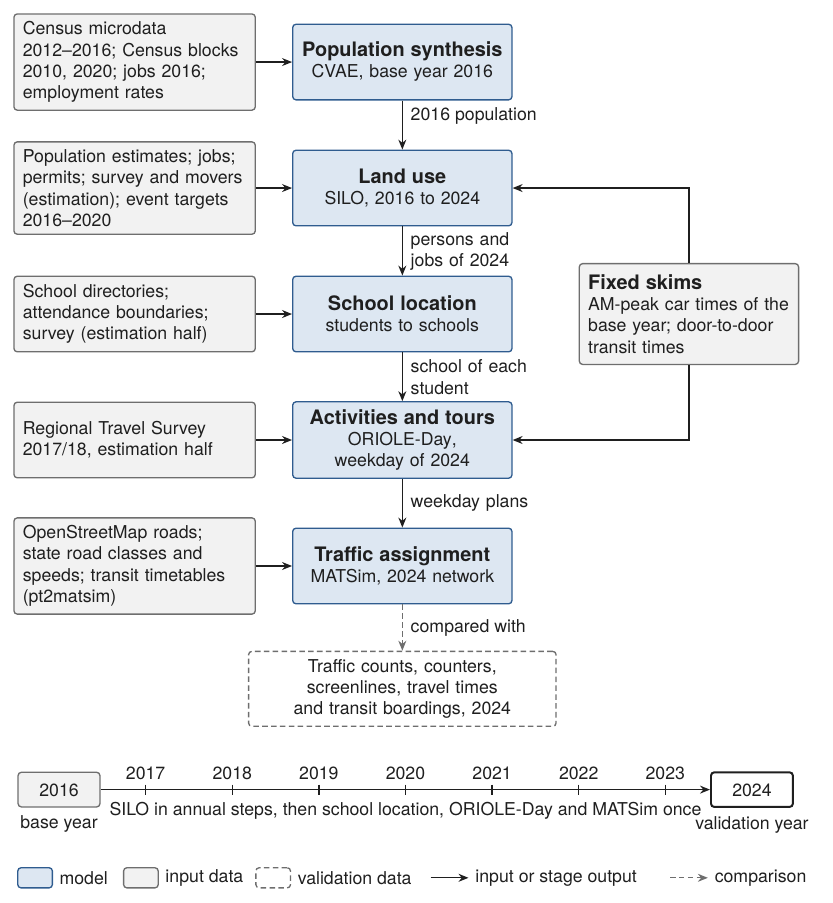 Census microdata
2012–2016; Census blocks
2010, 2020; jobs 2016;
employment rates
Population synthesis
CVAE, base year 2016
2016 population
Population estimates; jobs;
permits; survey and movers
(estimation); event targets
2016–2020
Land use
SILO, 2016 to 2024
persons and
jobs of 2024
Fixed skims
AM-peak car times of the
base year; door-to-door
transit times
School directories;
attendance boundaries;
survey (estimation half)
School location
students to schools
school of each
student
Regional Travel Survey
2017/18, estimation half
Activities and tours
ORIOLE-Day,
weekday of 2024
weekday plans
OpenStreetMap roads;
state road classes and
speeds; transit timetables
(pt2matsim)
Traffic assignment
MATSim, 2024 network
compared with
Traffic counts, counters,
screenlines, travel times
and transit boardings, 2024
2016 2017 2018 2019 2020 2021 2022 2023 2024
SILO in annual steps, then school location, ORIOLE-Day and MATSim once
base year validation year
model input data validation data input or stage output comparison